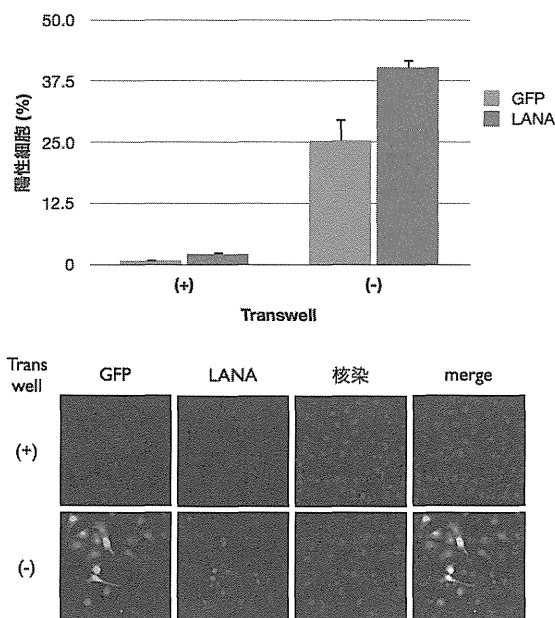 50.0
37.5
25.0
12.5
0
陽性細胞 (%)
GFP
LANA
(+)
(-)
Transwell
Trans
well
GFP
LANA
核染
merge
(+)
(-)